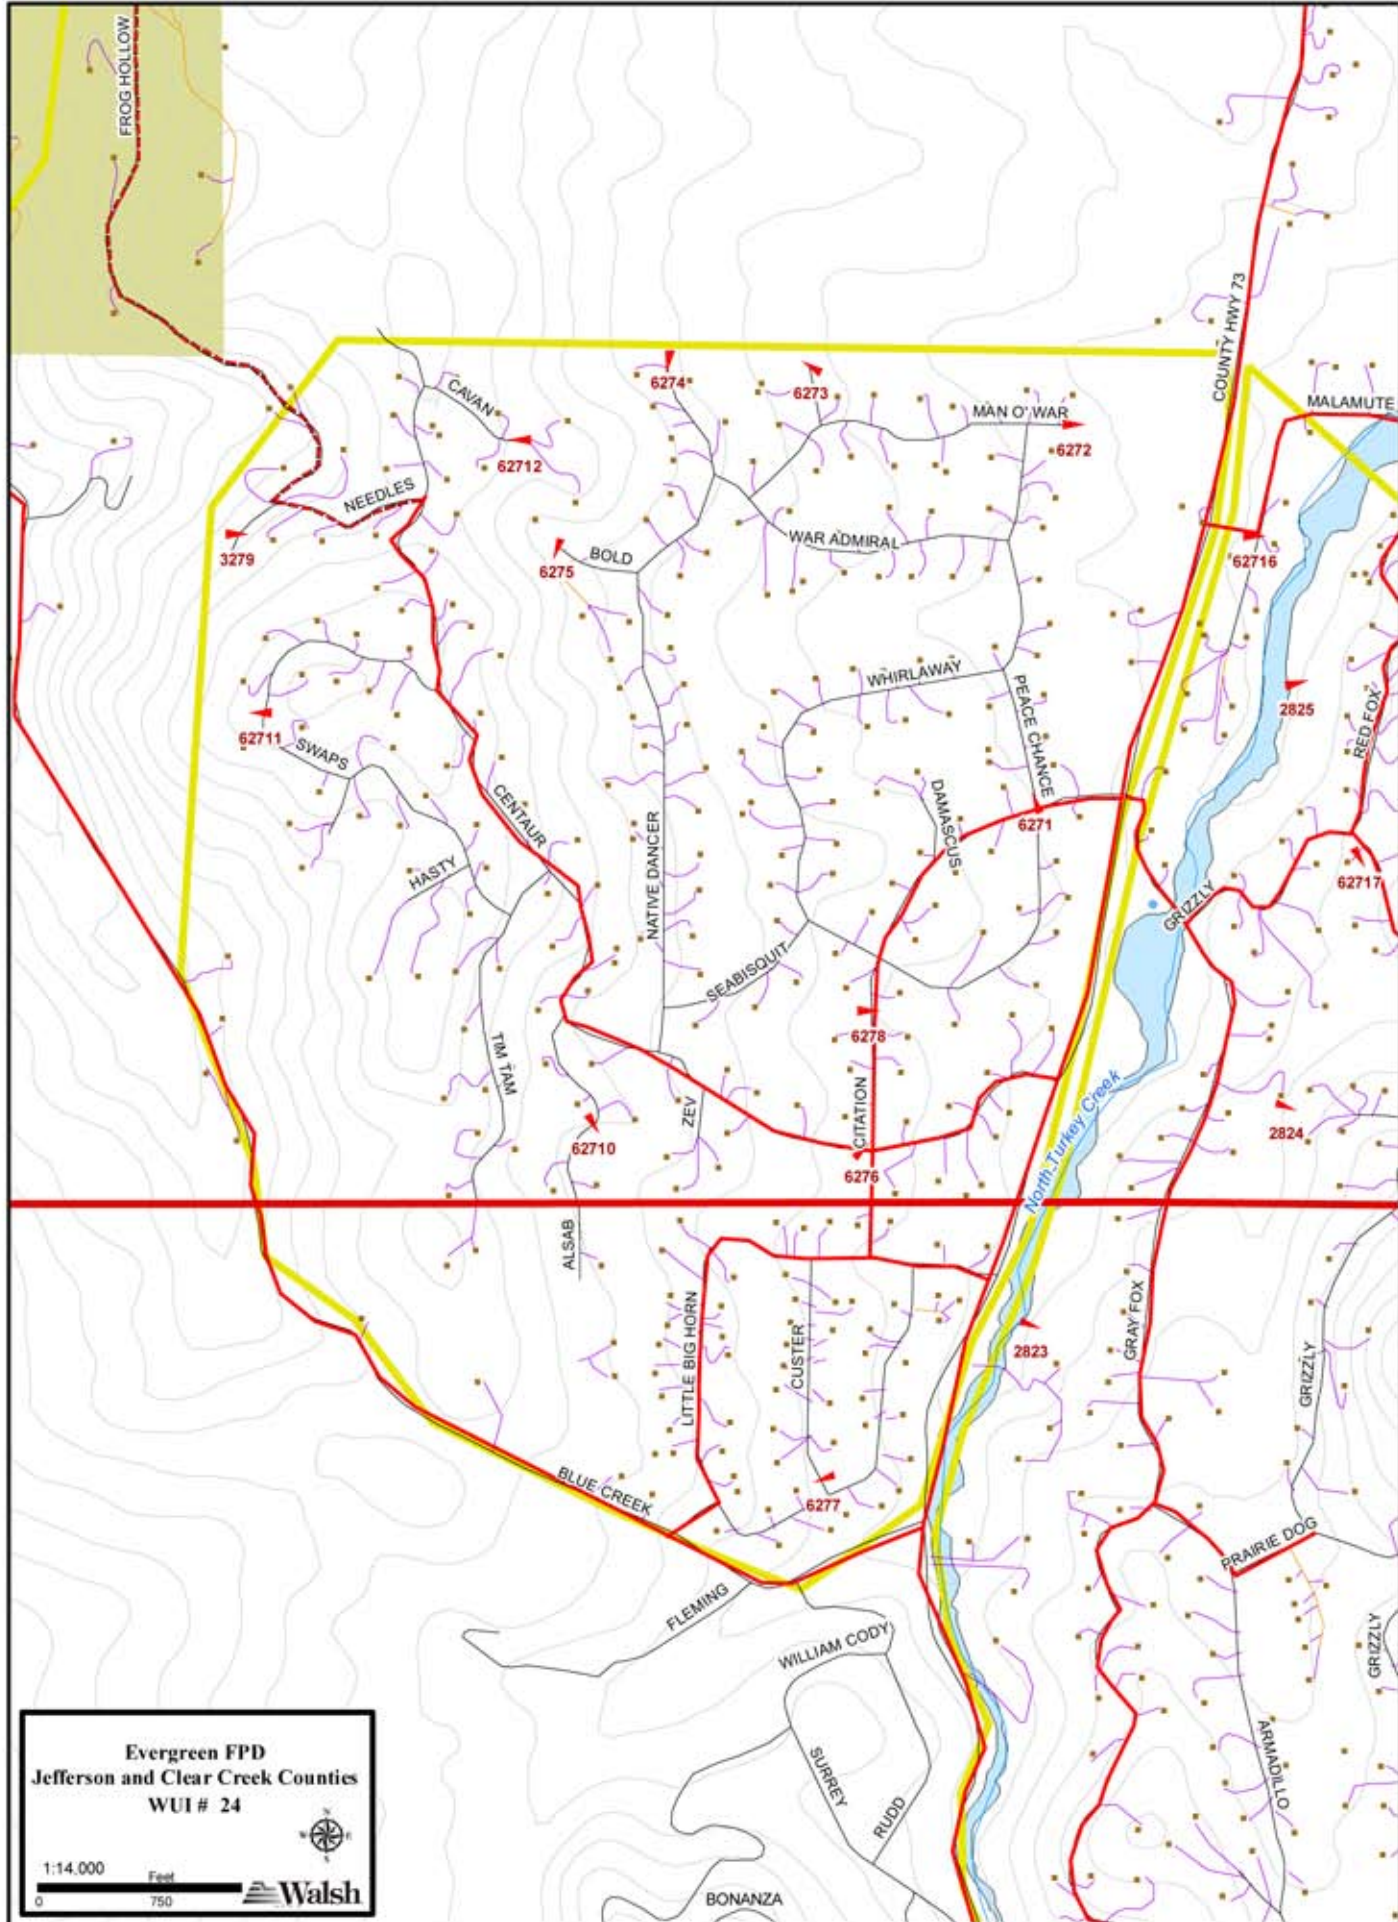 FROG HOLLOW
COUNTY HWY 73
MALAMUTE
CAVAN
6274
6273
MAN O' WAR
6272
62712
NEEDLES
WAR ADMIRAL
3279
BOLD
6275
62716
WHIRLAWAY
PEACE CHANCE
2825
RED FOX
62711
SWAPS
CENTAUR
DAMASCUS
6271
NATIVE DANCER
HASTY
62717
GRIZZLY
SEABISQUIT
6278
TIM TAM
ZEV
CITATION
North Turkey Creek
2824
62710
6276
ALSAB
LITTLE BIG HORN
CUSTER
2823
GRAY FOX
GRIZZLY
BLUE CREEK
6277
PRAIRIE DOG
FLEMING
WILLIAM CODY
GRIZZLY
SURREY
RUDD
ARMADILLO
BONANZA
Evergreen FPD
Jefferson and Clear Creek Counties
WUI # 24
N
W E
S
1:14.000
Feet
0 750
Walsh